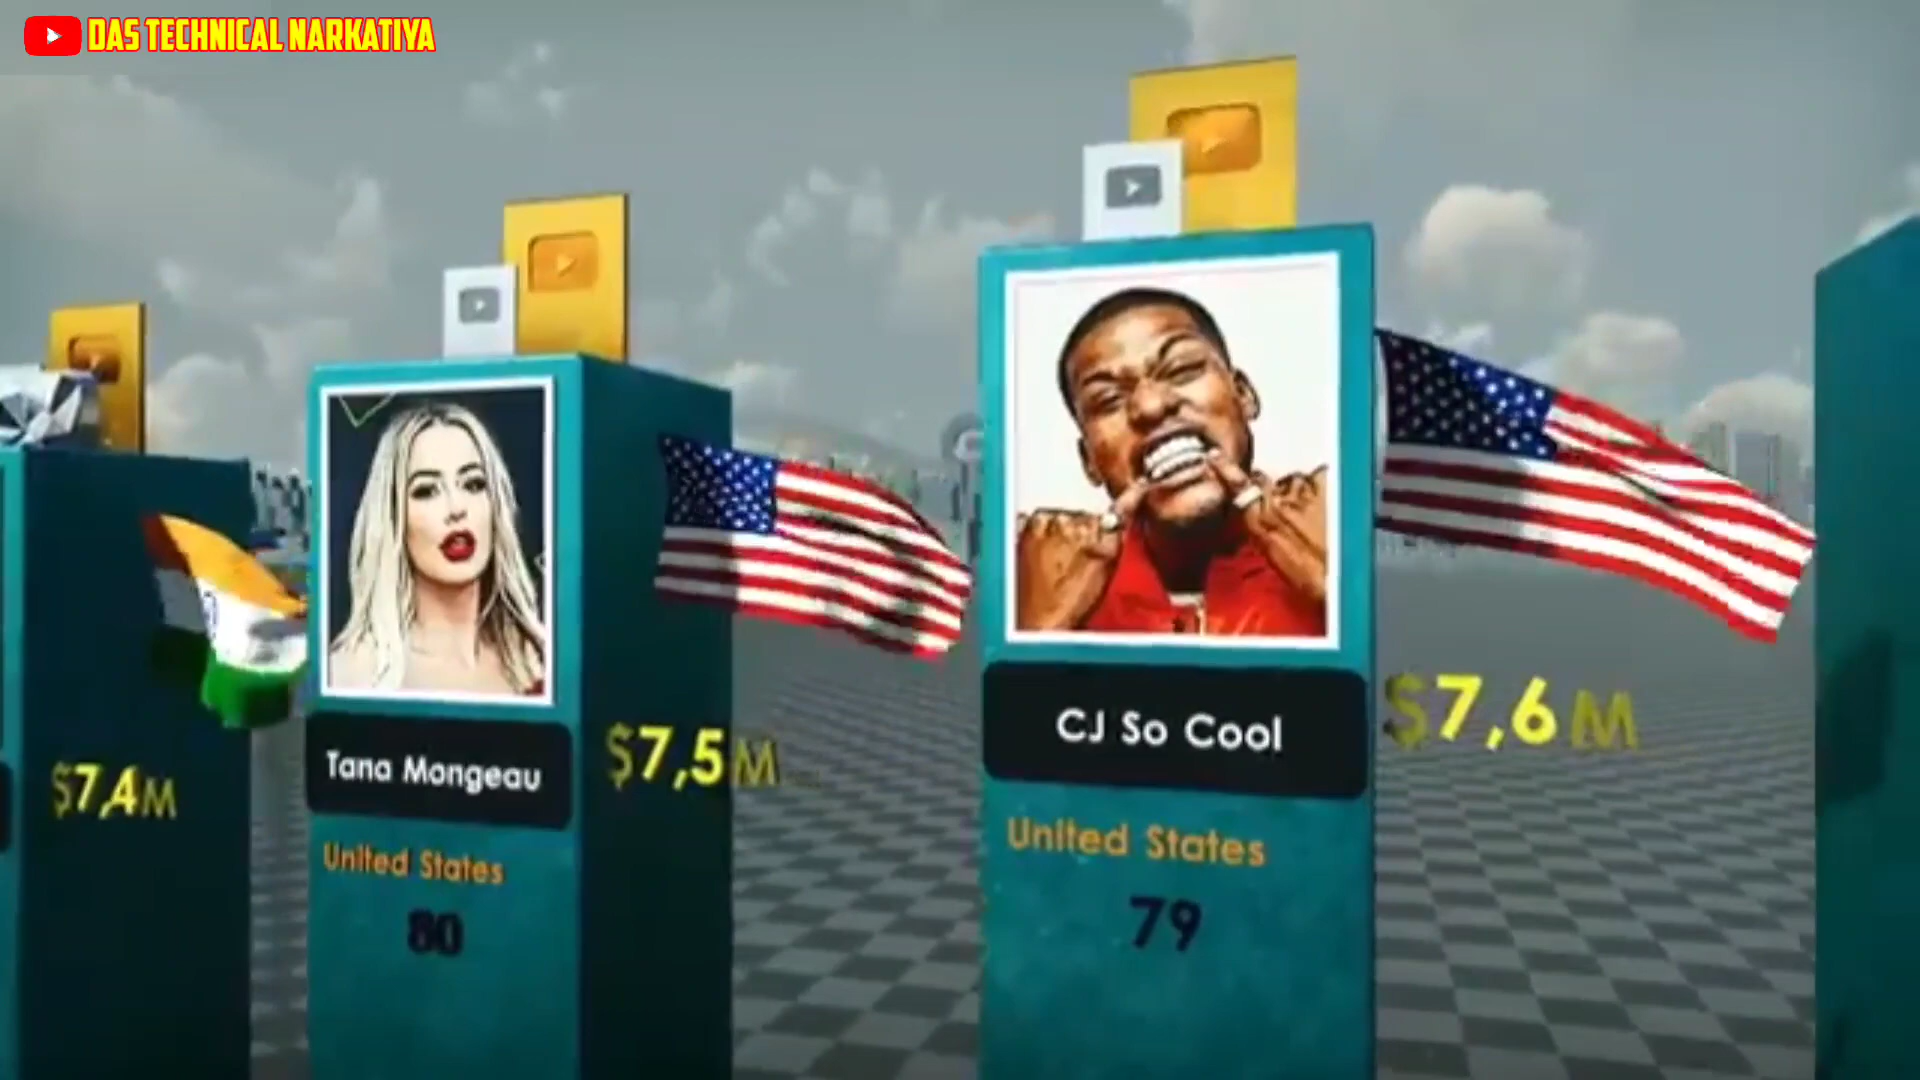 DAS TECHNICAL NARKATIYA
$7,4M
Tana Mongeau
United States
80
$7,5M
CJ So Cool
United States
79
$7,6M